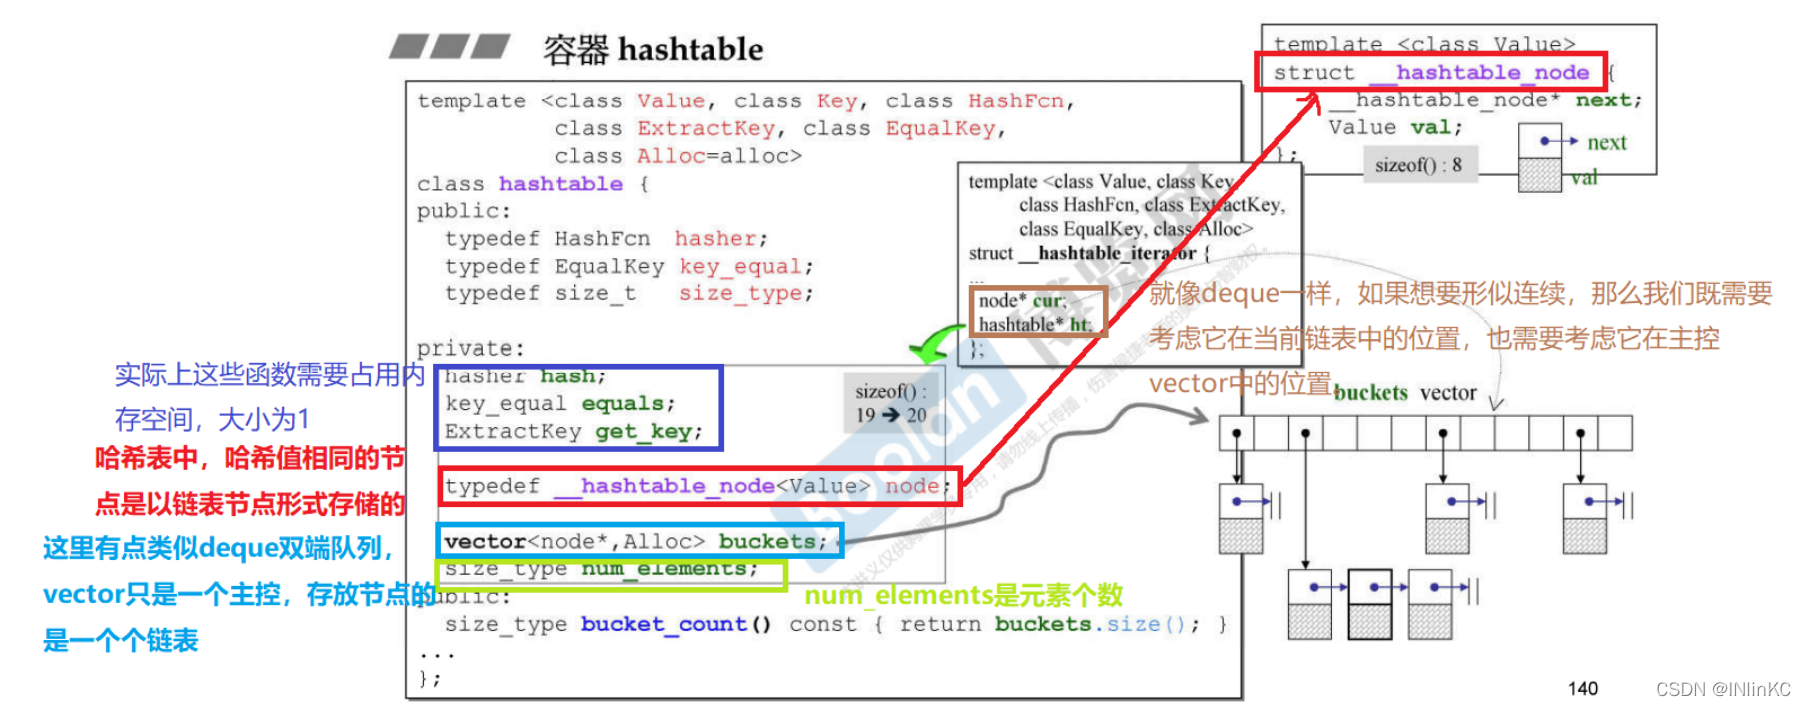 容器 hashtable
template <class Value, class Key, class HashFcn,
class ExtractKey, class EqualKey,
class Alloc=alloc>
class hashtable {
public:
typedef HashFcn hasher;
typedef EqualKey key_equal;
typedef size_t size_type;
private:
hasher hash;
key_equal equals;
ExtractKey get_key;
typedef __hashtable_node<Value> node;
vector<node*,Alloc> buckets;
size_type num_elements;
public:
size_type bucket_count() const { return buckets.size(); }
...
};
sizeof() :
19 → 20
template <class Value>
struct __hashtable_node {
__hashtable_node* next;
Value val;
};
sizeof() : 8
next
val
template <class Value, class Key,
class HashFcn, class ExtractKey,
class EqualKey, class Alloc>
struct __hashtable_iterator {
...
node* cur;
hashtable* ht;
};
就像deque一样，如果想要形似连续，那么我们既需要
考虑它在当前链表中的位置，也需要考虑它在主控
vector中的位置。
buckets vector
实际上这些函数需要占用内
存空间，大小为1
哈希表中，哈希值相同的节
点是以链表节点形式存储的
这里有点类似deque双端队列，
vector只是一个主控，存放节点的
是一个个链表
num_elements是元素个数
Boolan
博览网
140
CSDN @INlinKC